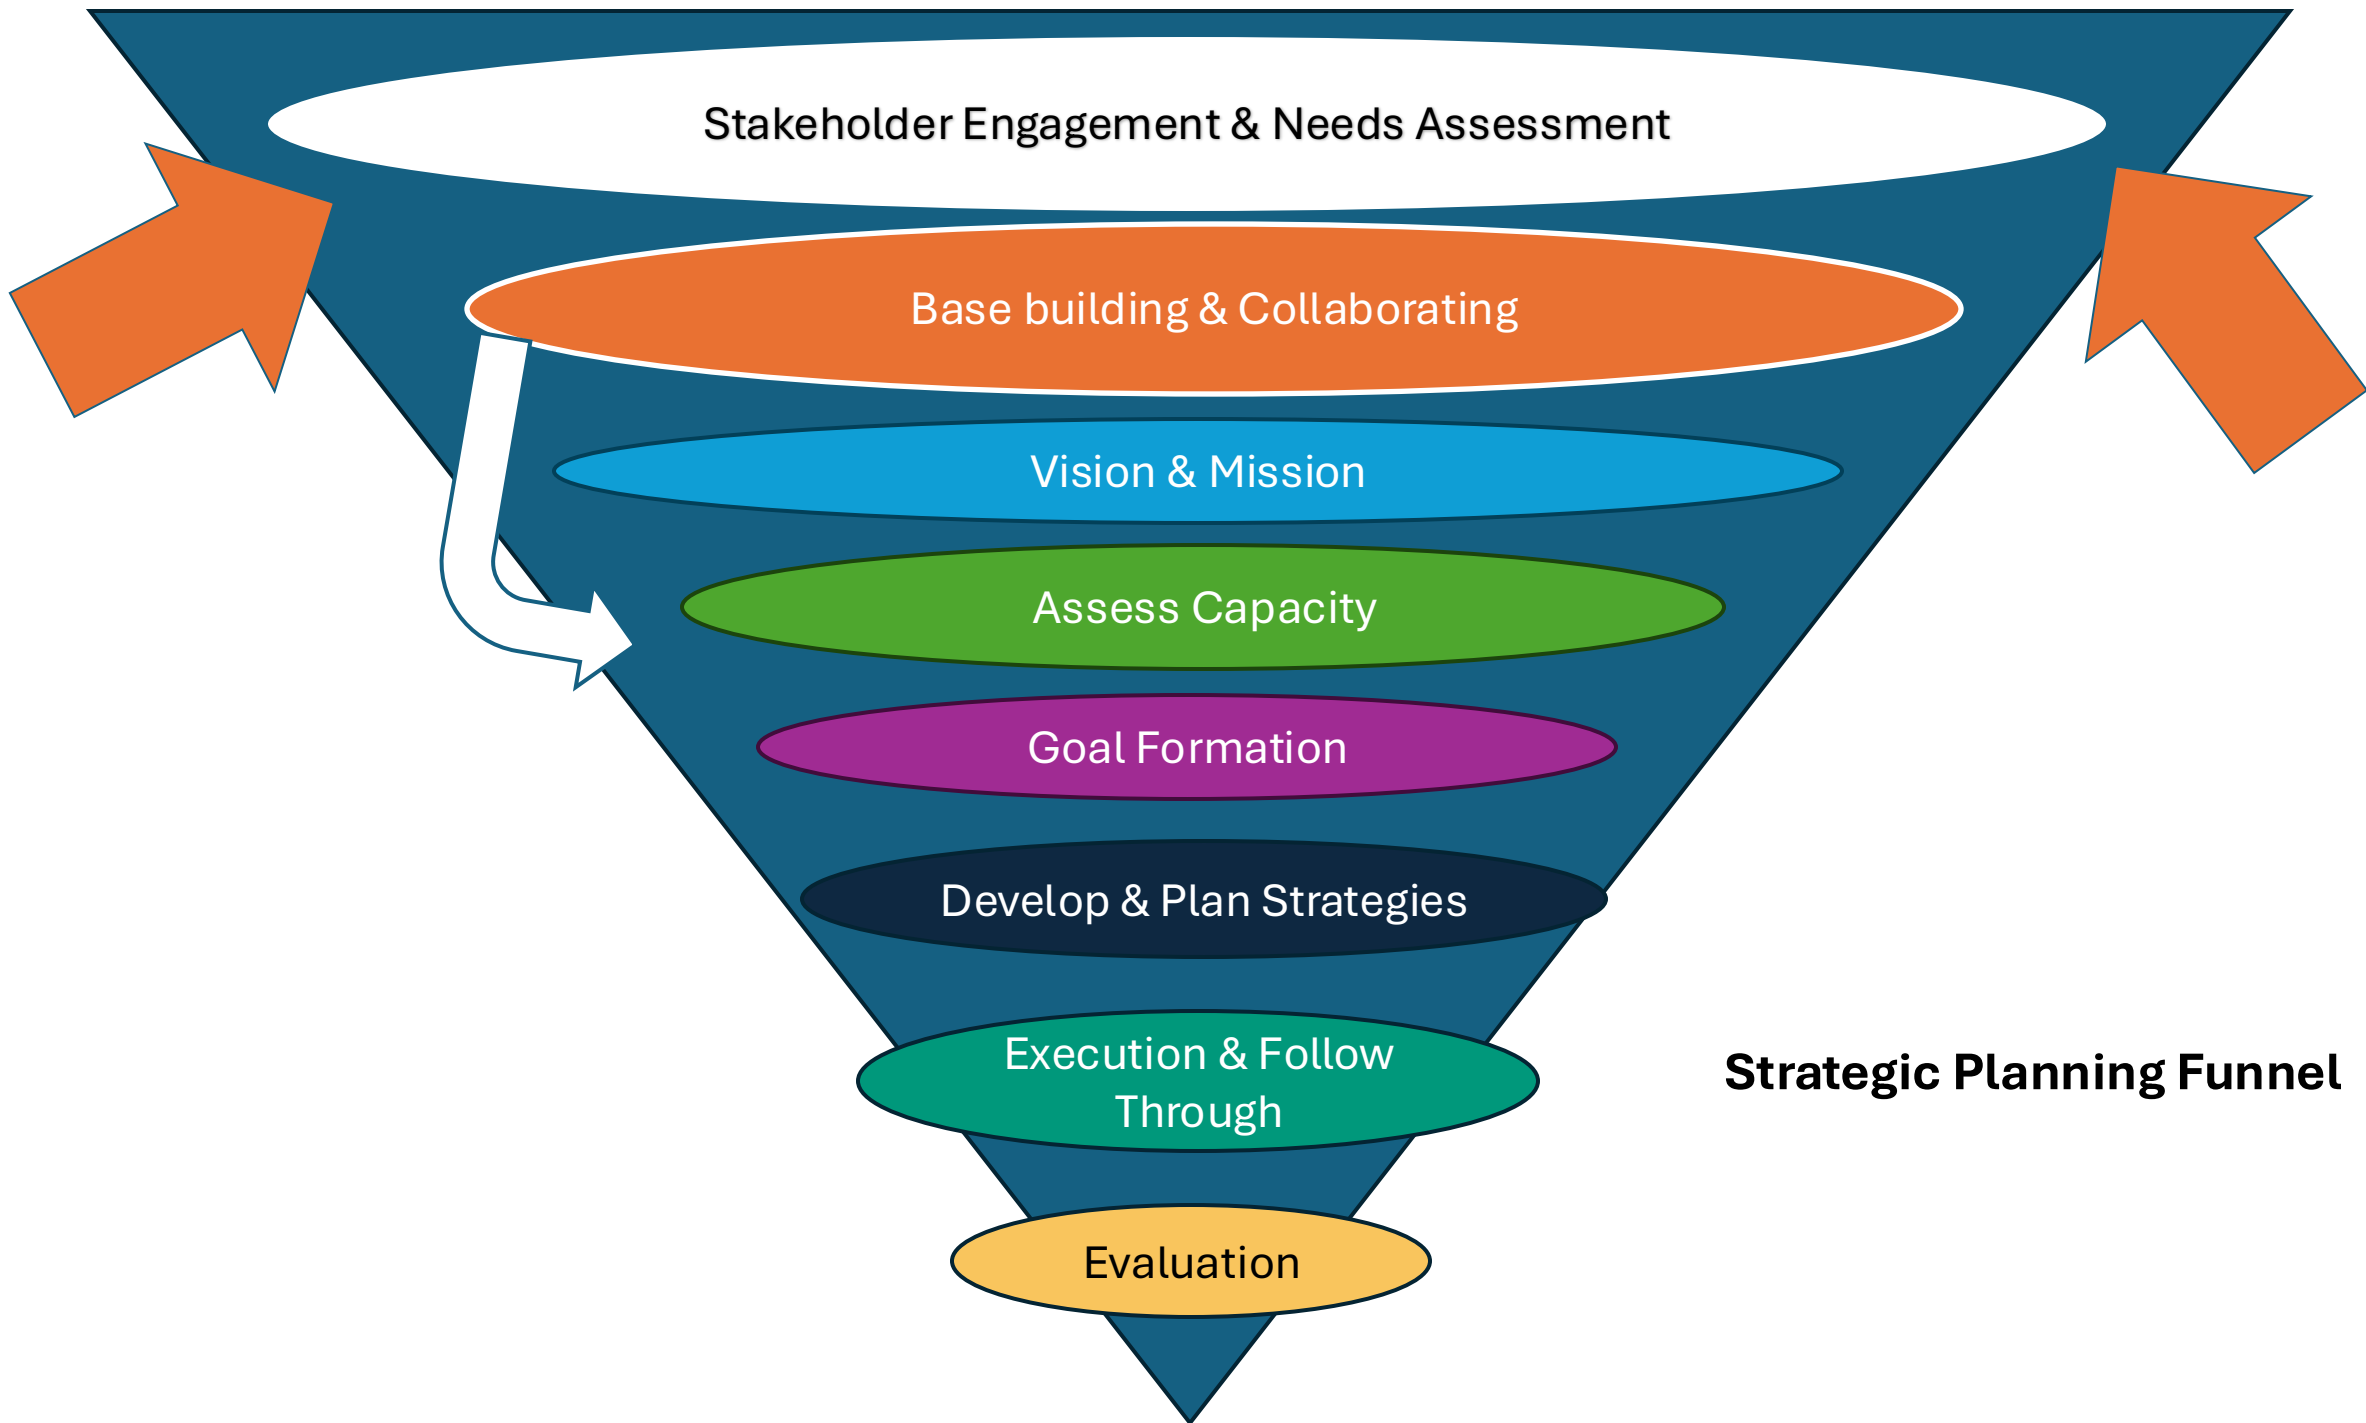 Stakeholder Engagement & Needs Assessment
Base building & Collaborating
Vision & Mission
Assess Capacity
Goal Formation
Develop & Plan Strategies
Execution & Follow
Through
Strategic Planning Funnel
Evaluation